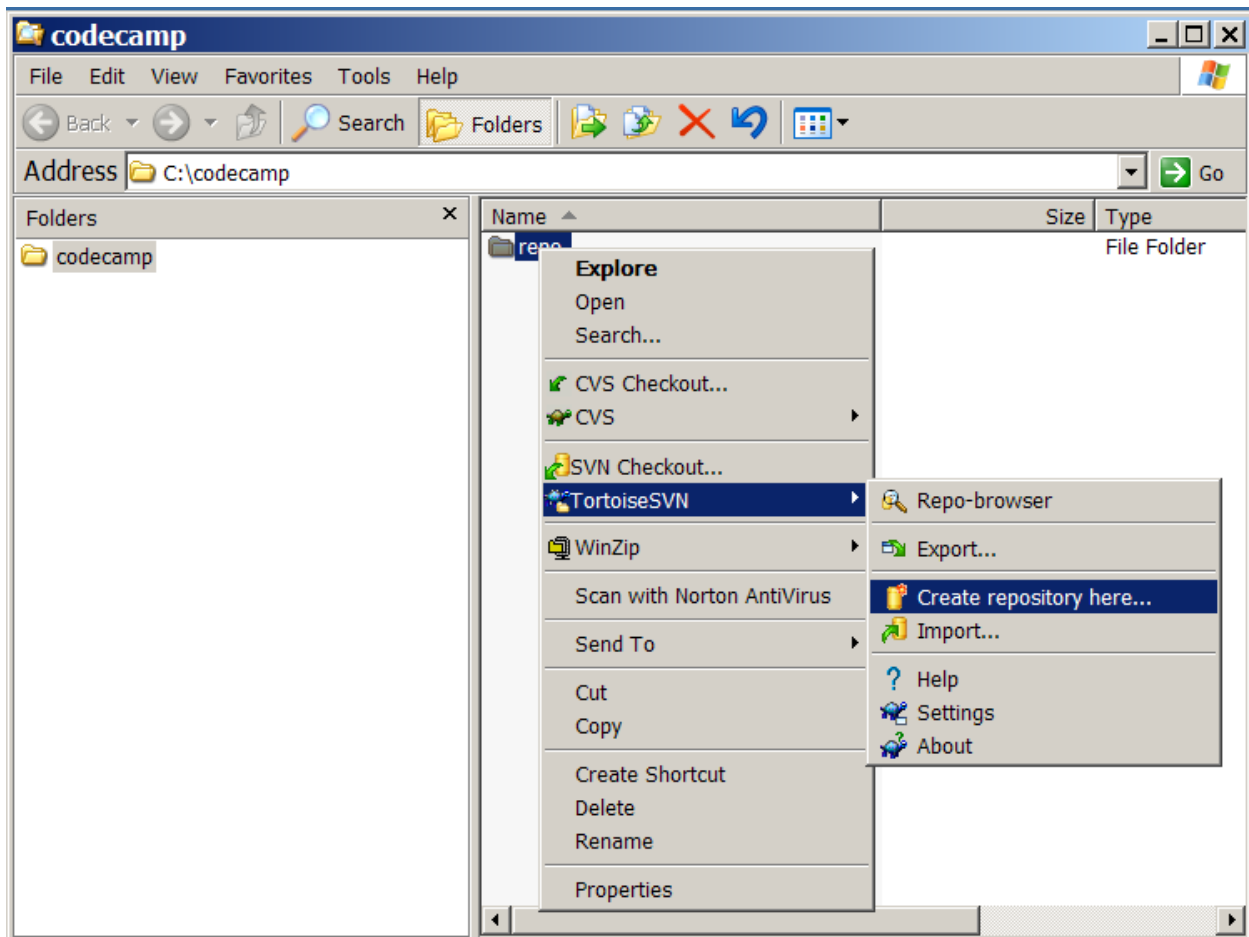 codecamp
File Edit View Favorites Tools Help
Back Search Folders
Address C:\codecamp Go
Folders
Name Size Type
codecamp
repo File Folder
Explore
Open
Search...
CVS Checkout...
CVS
SVN Checkout...
TortoiseSVN
WinZip
Scan with Norton AntiVirus
Send To
Cut
Copy
Create Shortcut
Delete
Rename
Properties
Repo-browser
Export...
Create repository here...
Import...
Help
Settings
About